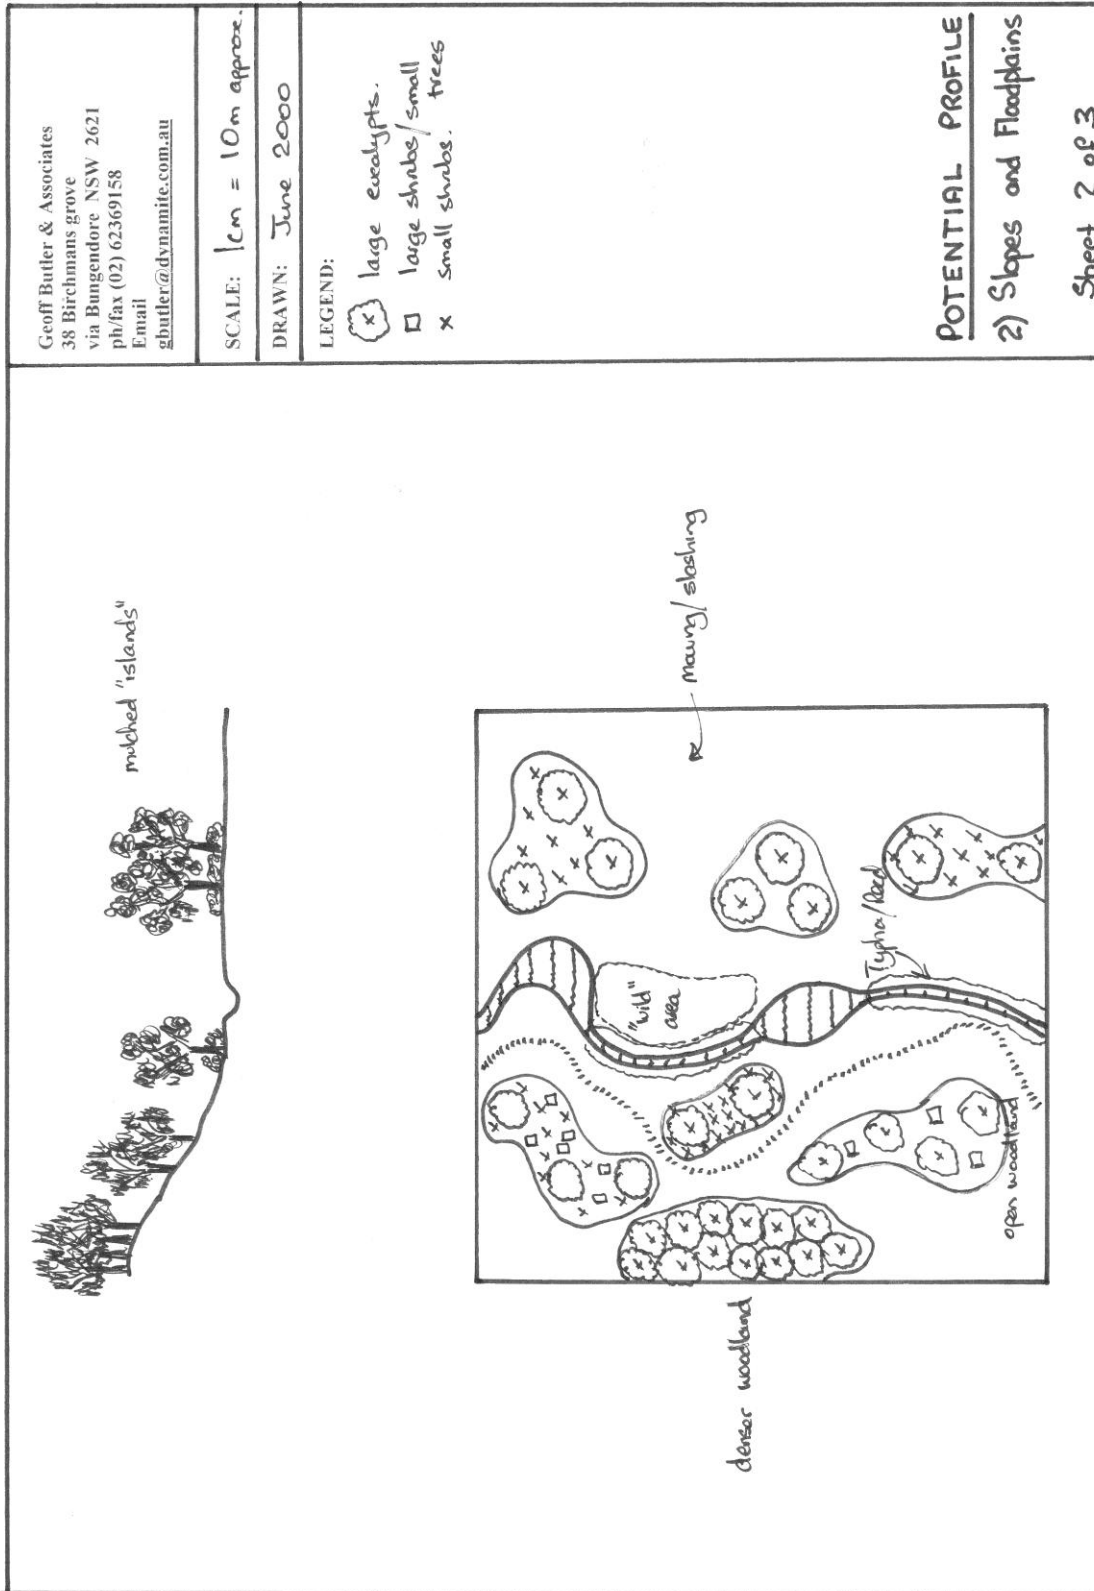 Geoff Butler & Associates
38 Birchmans grove
via Bungendore NSW 2621
ph/fax (02) 62369158
Email
gbutler@dynamite.com.au
SCALE: 1cm = 10m approx.
DRAWN: June 2000
LEGEND:
large eucalypts.
large shrubs/small
trees
small shrubs.
POTENTIAL PROFILE
2) Slopes and Floodplains
Sheet 2 of 3
mulched "islands"
mowing/slashing
"wild"
area
Typha/Reed
open woodland
denser woodland